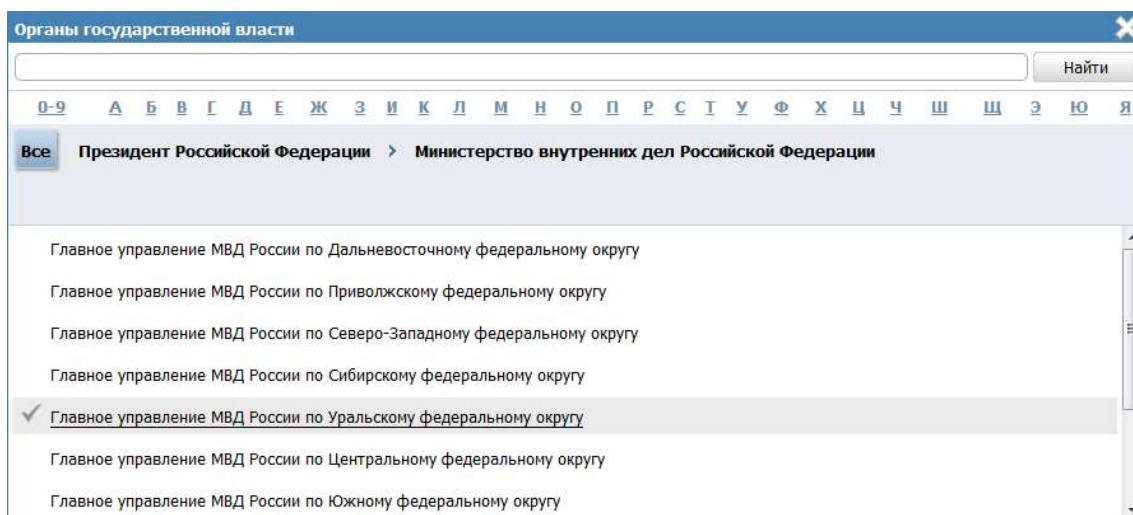 Органы государственной власти
Найти
0-9 А Б В Г Д Е Ж З И К Л М Н О П Р С Т У Ф Х Ц Ч Ш Щ Э Ю Я
Все Президент Российской Федерации > Министерство внутренних дел Российской Федерации
Главное управление МВД России по Дальневосточному федеральному округу
Главное управление МВД России по Приволжскому федеральному округу
Главное управление МВД России по Северо-Западному федеральному округу
Главное управление МВД России по Сибирскому федеральному округу
Главное управление МВД России по Уральскому федеральному округу
Главное управление МВД России по Центральному федеральному округу
Главное управление МВД России по Южному федеральному округу